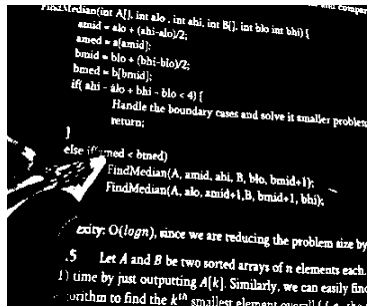 FindMedian(int A[], int alo , int ahi, int B[], int blo int bhi) {
amid = alo + (ahi-alo)/2;
amed = a[amid];
bmid = blo + (bhi-blo)/2;
bmed = b[bmid];
if( ahi - alo + bhi - blo < 4) {
Handle the boundary cases and solve it smaller problem
return;
}
else if( < bmed)
FindMedian(A, amid, ahi, B, blo, bmid+1);
FindMedian(A, alo, amid+1,B, bmid+1, bhi);
exity: O(logn), since we are reducing the problem size by
.5 Let A and B be two sorted arrays of n elements each.
1) time by just outputting A[k]. Similarly, we can easily find
orithm to find the kth smallest element overall